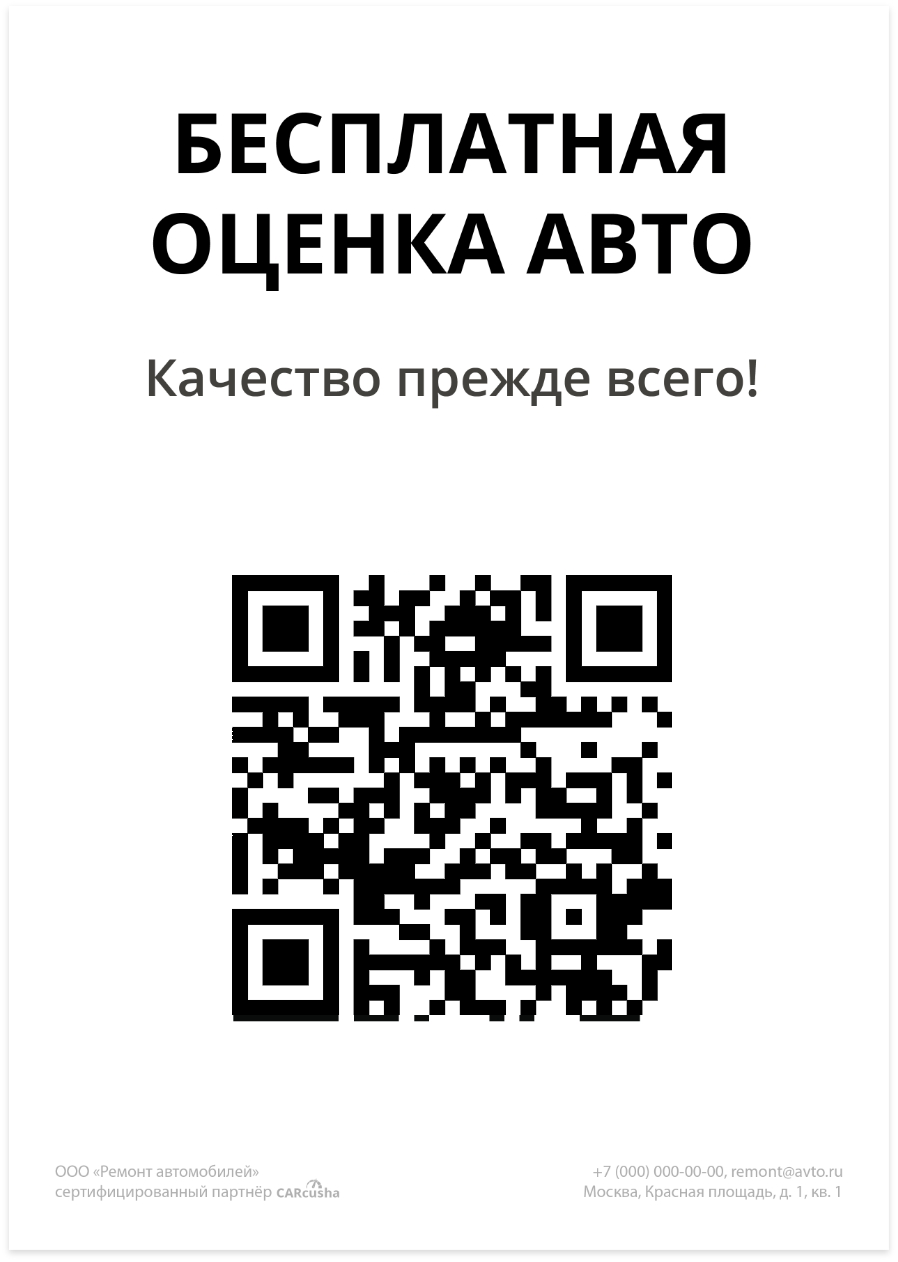 БЕСПЛАТНАЯ
ОЦЕНКА АВТО
Качество прежде всего!
ООО «Ремонт автомобилей»
сертифицированный партнёр CARcusha
+7 (000) 000-00-00, remont@avto.ru
Москва, Красная площадь, д. 1, кв. 1